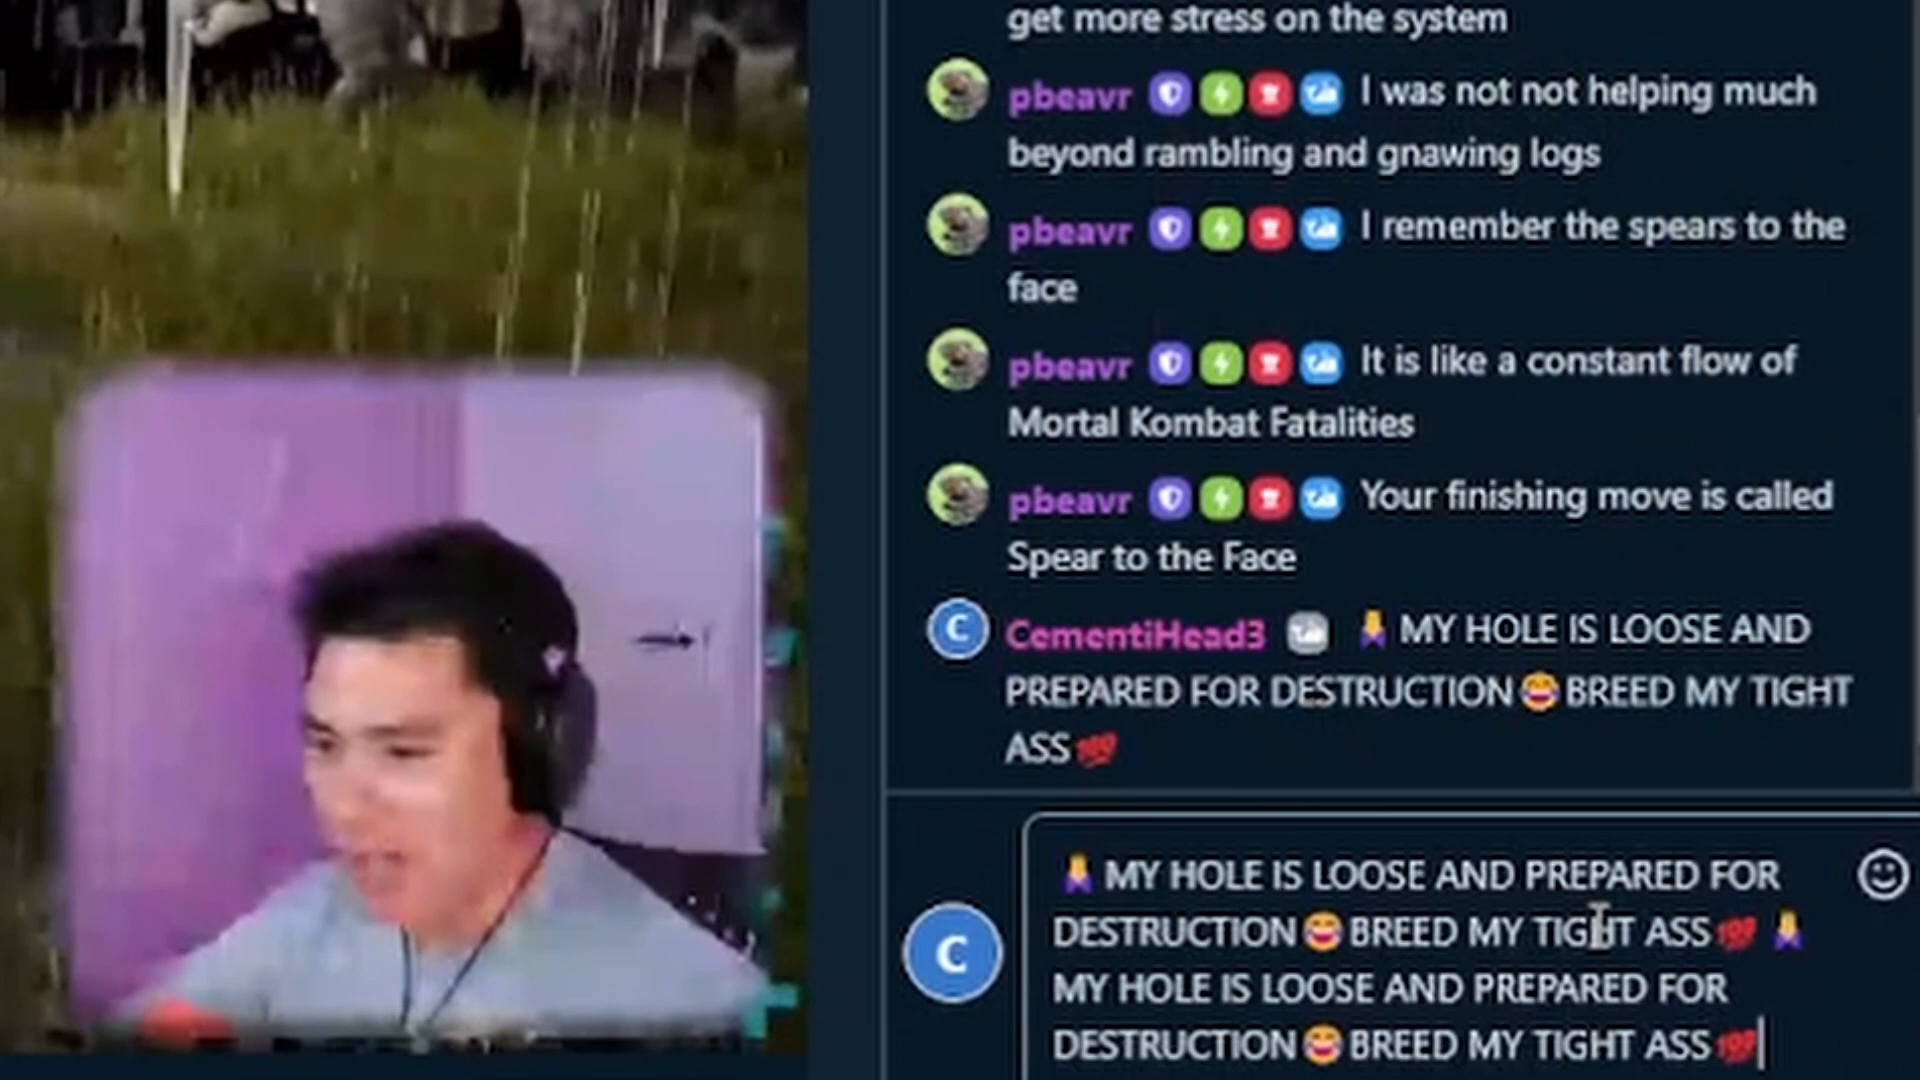 get more stress on the system
pbeavr I was not not helping much
beyond rambling and gnawing logs
pbeavr I remember the spears to the
face
pbeavr It is like a constant flow of
Mortal Kombat Fatalities
pbeavr Your finishing move is called
Spear to the Face
C CementiHead3 🙏 MY HOLE IS LOOSE AND
PREPARED FOR DESTRUCTION😂BREED MY TIGHT
ASS💯
🙏 MY HOLE IS LOOSE AND PREPARED FOR
DESTRUCTION😂BREED MY TIGHT ASS💯 🙏
C
MY HOLE IS LOOSE AND PREPARED FOR
DESTRUCTION😂BREED MY TIGHT ASS💯